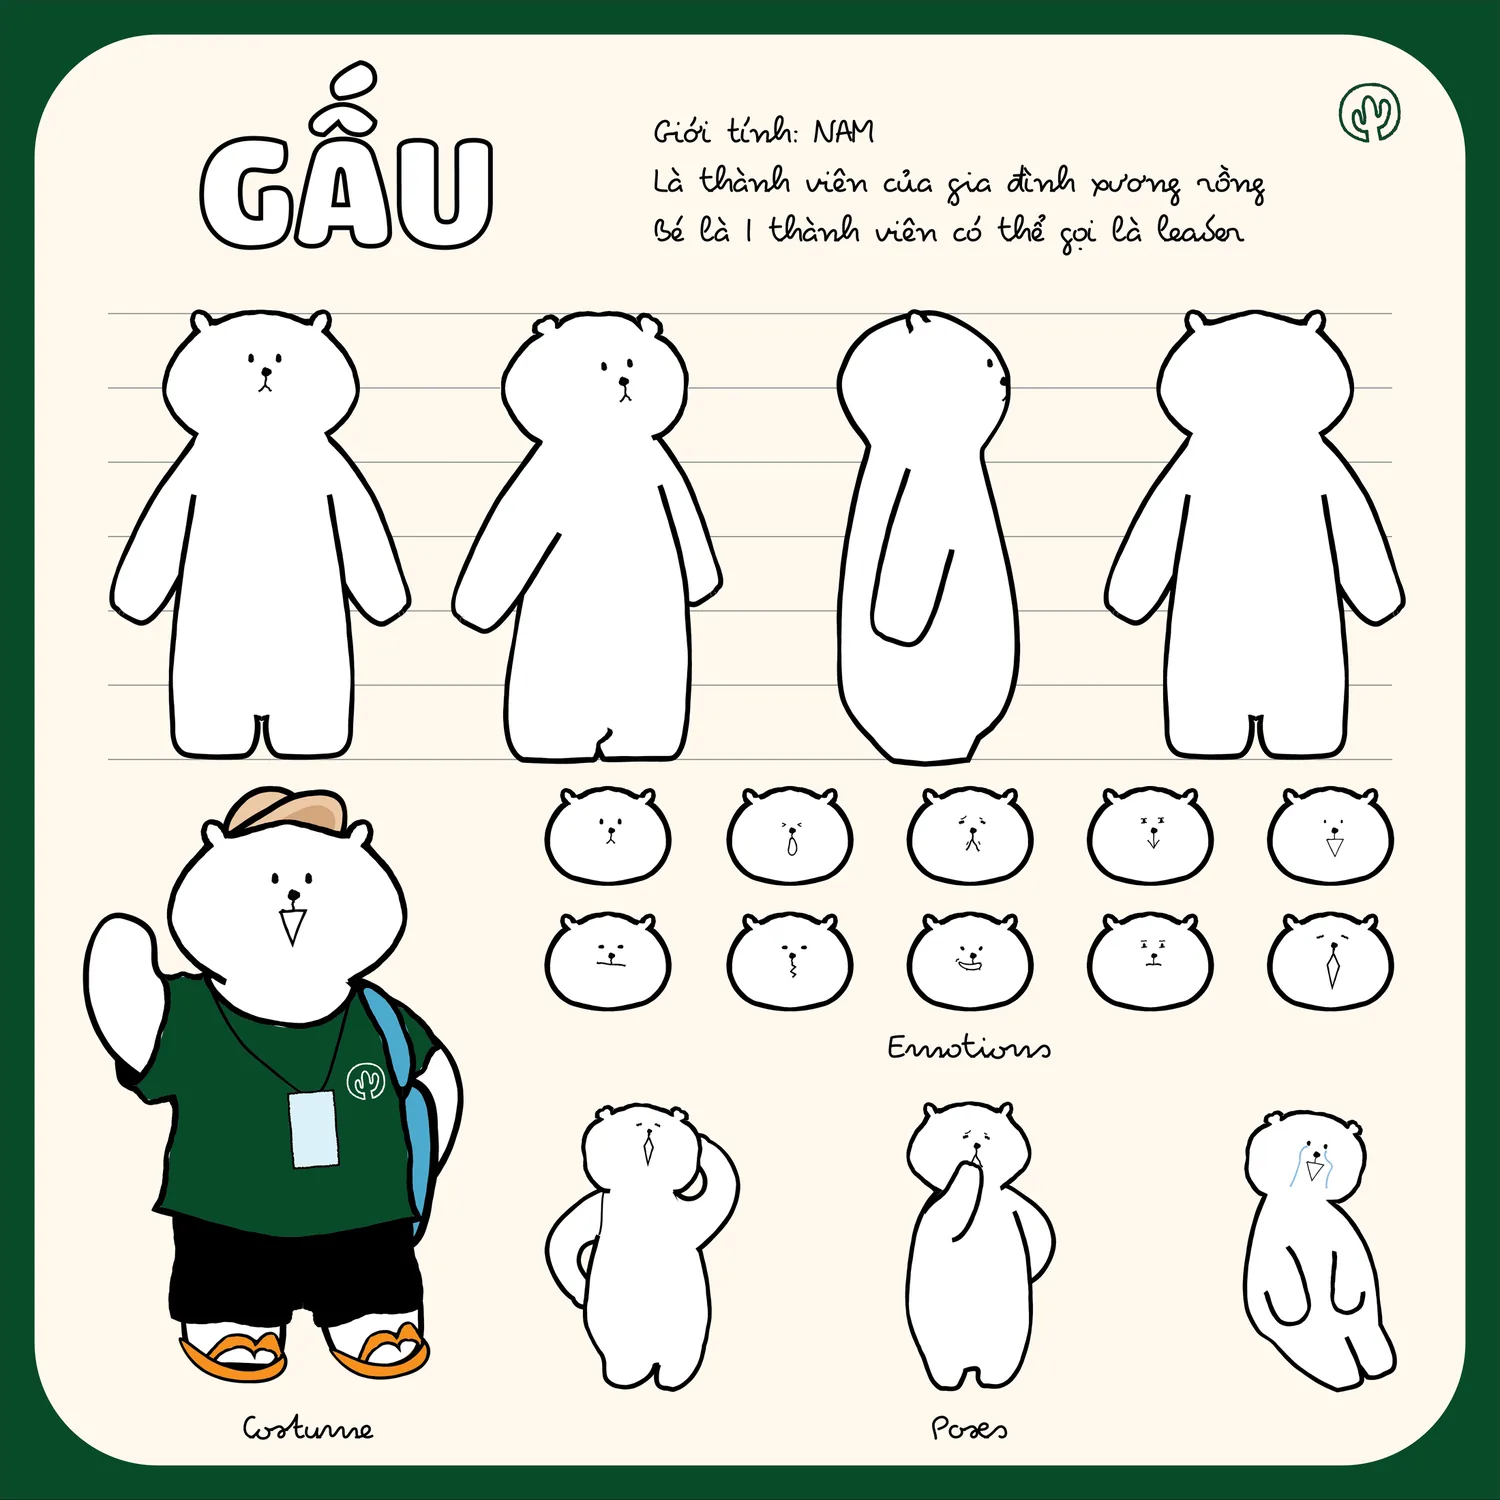 GẤU
Giới tính: NAM
Là thành viên của gia đình xương rồng
Bé là 1 thành viên có thể gọi là leader
Emotions
Costume
Poses